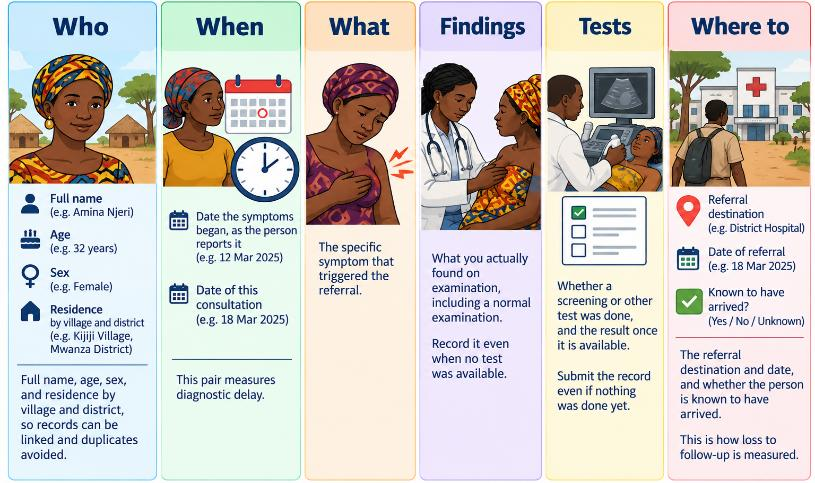 Who
Full name
(e.g. Amina Njeri)
Age
(e.g. 32 years)
Sex
(e.g. Female)
Residence
by village and district
(e.g. Kijiji Village,
Mwanza District)
Full name, age, sex,
and residence by
village and district,
so records can be
linked and duplicates
avoided.
When
Date the symptoms
began, as the person
reports it
(e.g. 12 Mar 2025)
Date of this
consultation
(e.g. 18 Mar 2025)
This pair measures
diagnostic delay.
What
The specific
symptom that
triggered the
referral.
Findings
What you actually
found on
examination,
including a normal
examination.
Record it even
when no test
was available.
Tests
Whether a
screening or other
test was done,
and the result once
it is available.
Submit the record
even if nothing
was done yet.
Where to
Referral
destination
(e.g. District Hospital)
Date of referral
(e.g. 18 Mar 2025)
Known to have
arrived?
(Yes / No / Unknown)
The referral
destination and date,
and whether the person
is known to have
arrived.
This is how loss to
follow-up is measured.